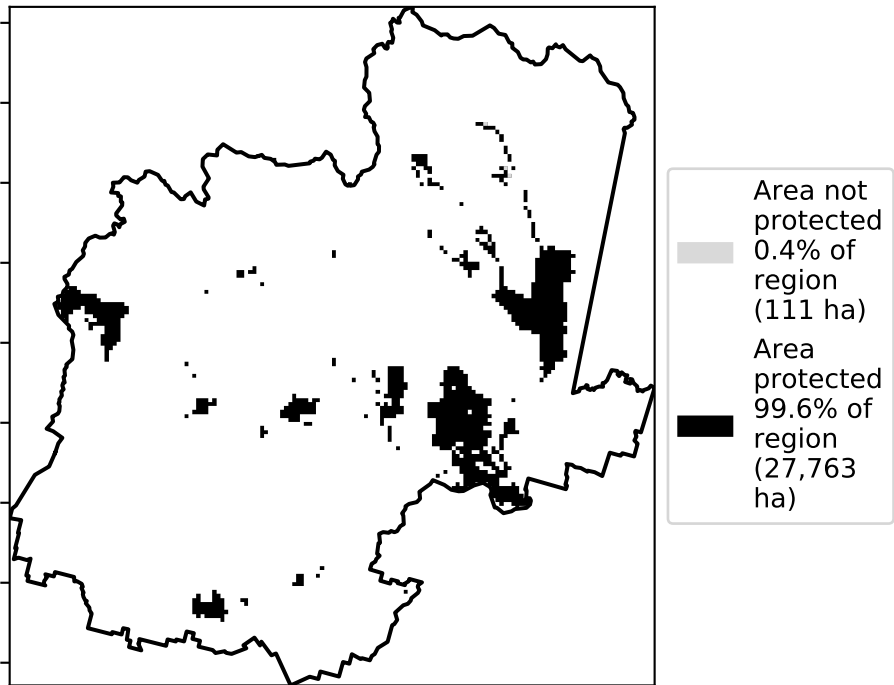 Area not
protected
0.4% of
region
(111 ha)
Area
protected
99.6% of
region
(27,763
ha)